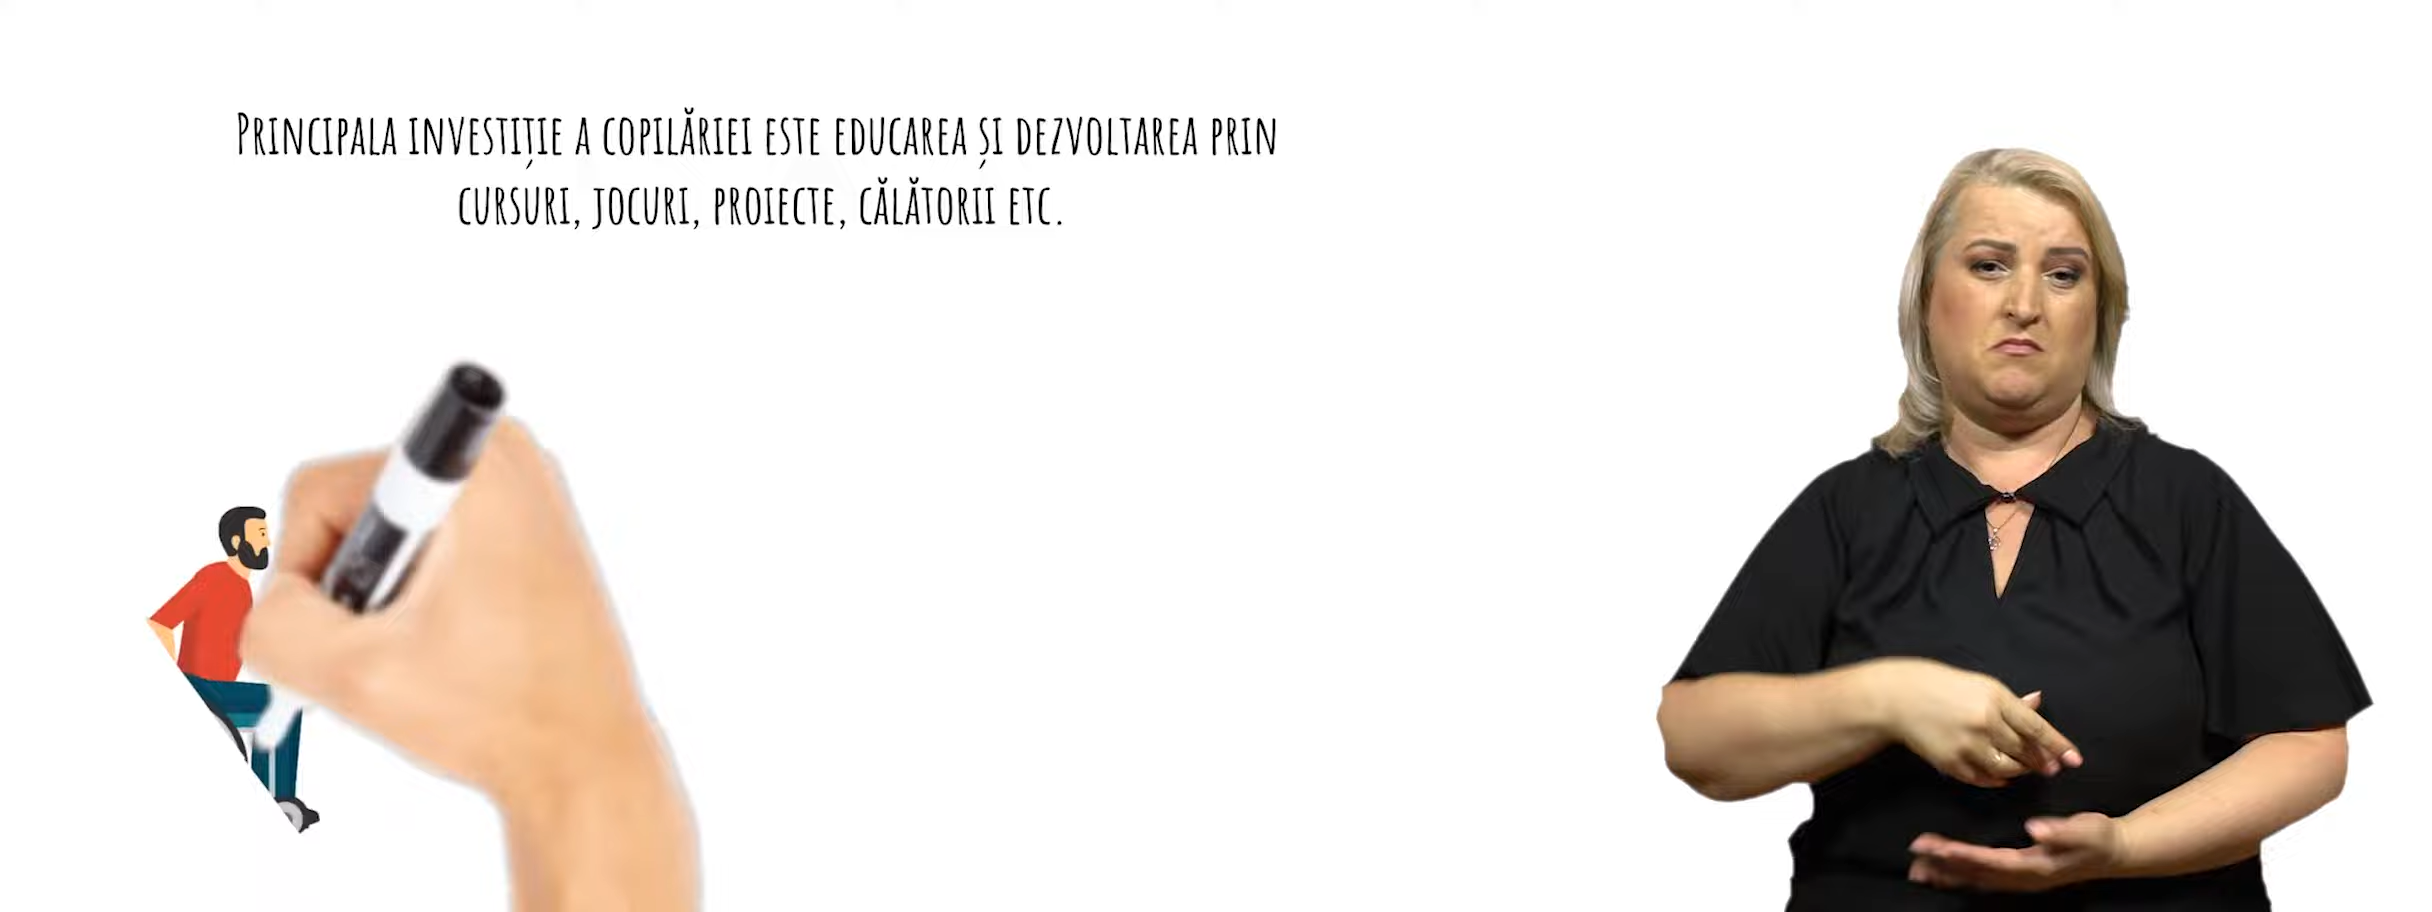 Principala investiție a copilăriei este educarea și dezvoltarea prin
cursuri, jocuri, proiecte, călătorii etc.